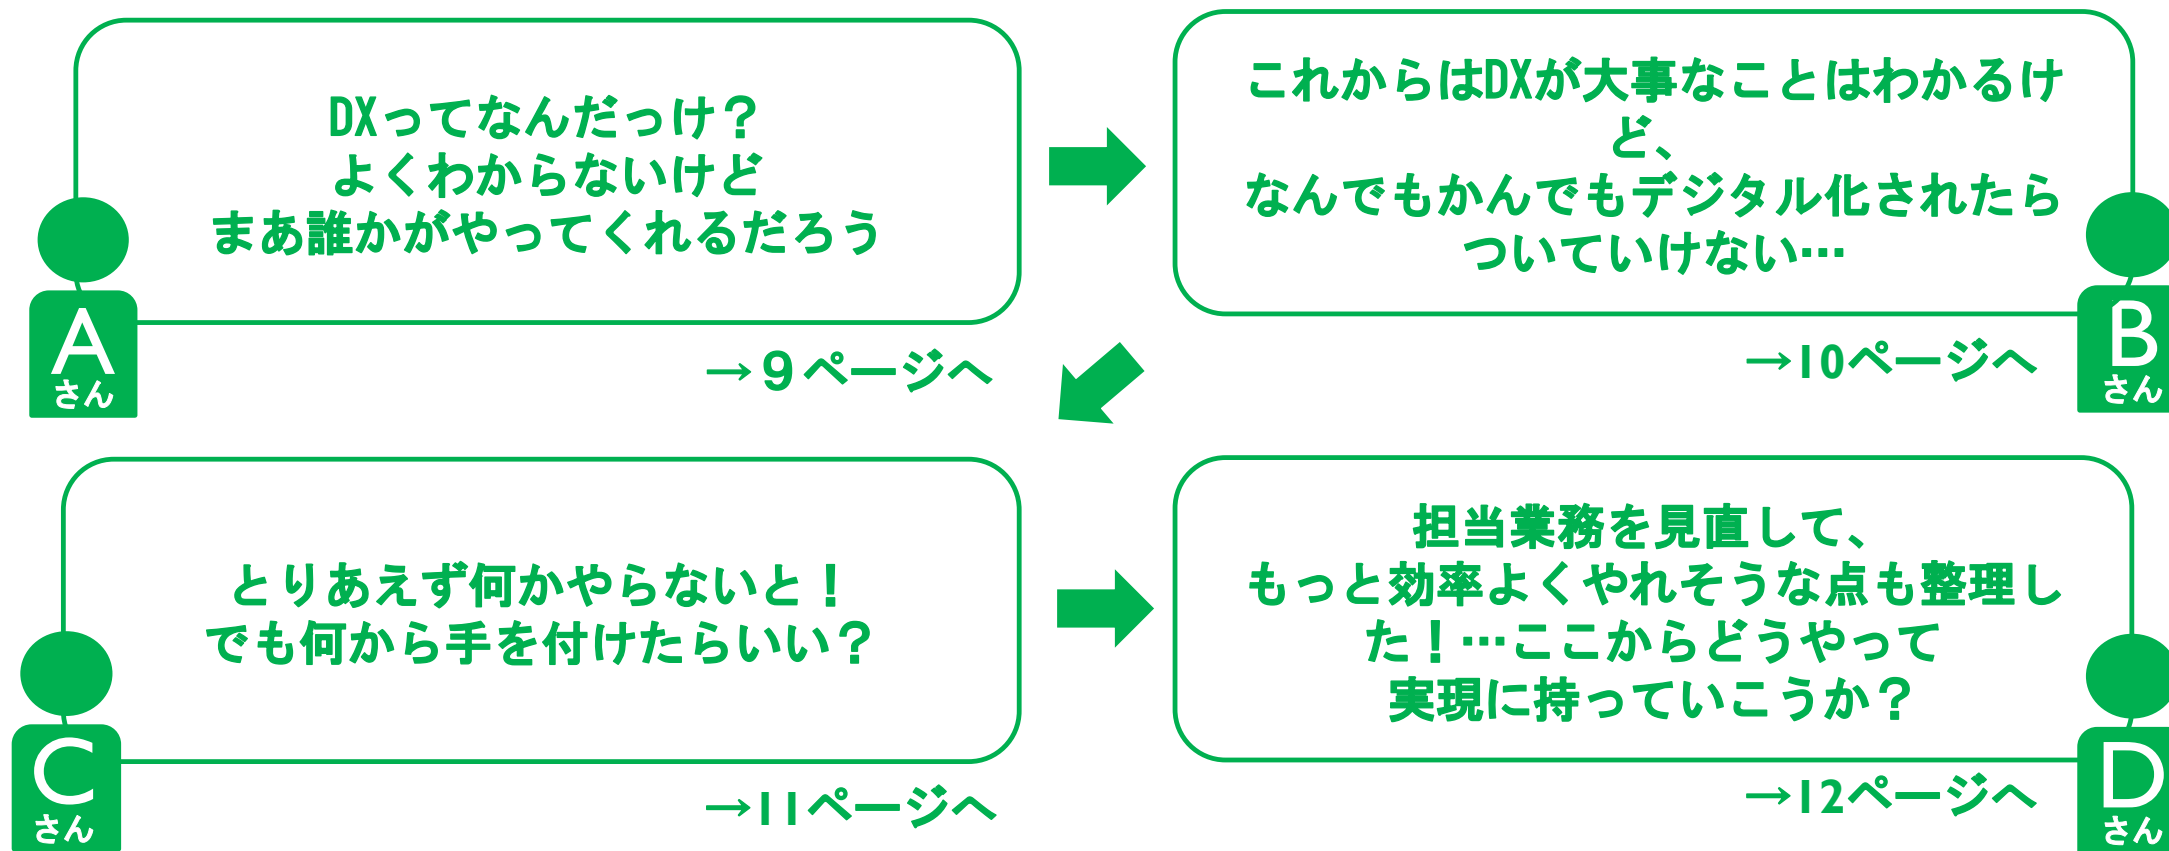 DXってなんだっけ？
よくわからないけど
まあ誰かがやってくれるだろう
Aさん
→９ページへ
これからはDXが大事なことはわかるけ
ど、
なんでもかんでもデジタル化されたら
ついていけない…
Bさん
→10ページへ
とりあえず何かやらないと！
でも何から手を付けたらいい？
Cさん
→11ページへ
担当業務を見直して、
もっと効率よくやれそうな点も整理し
た！…ここからどうやって
実現に持っていこうか？
Dさん
→12ページへ